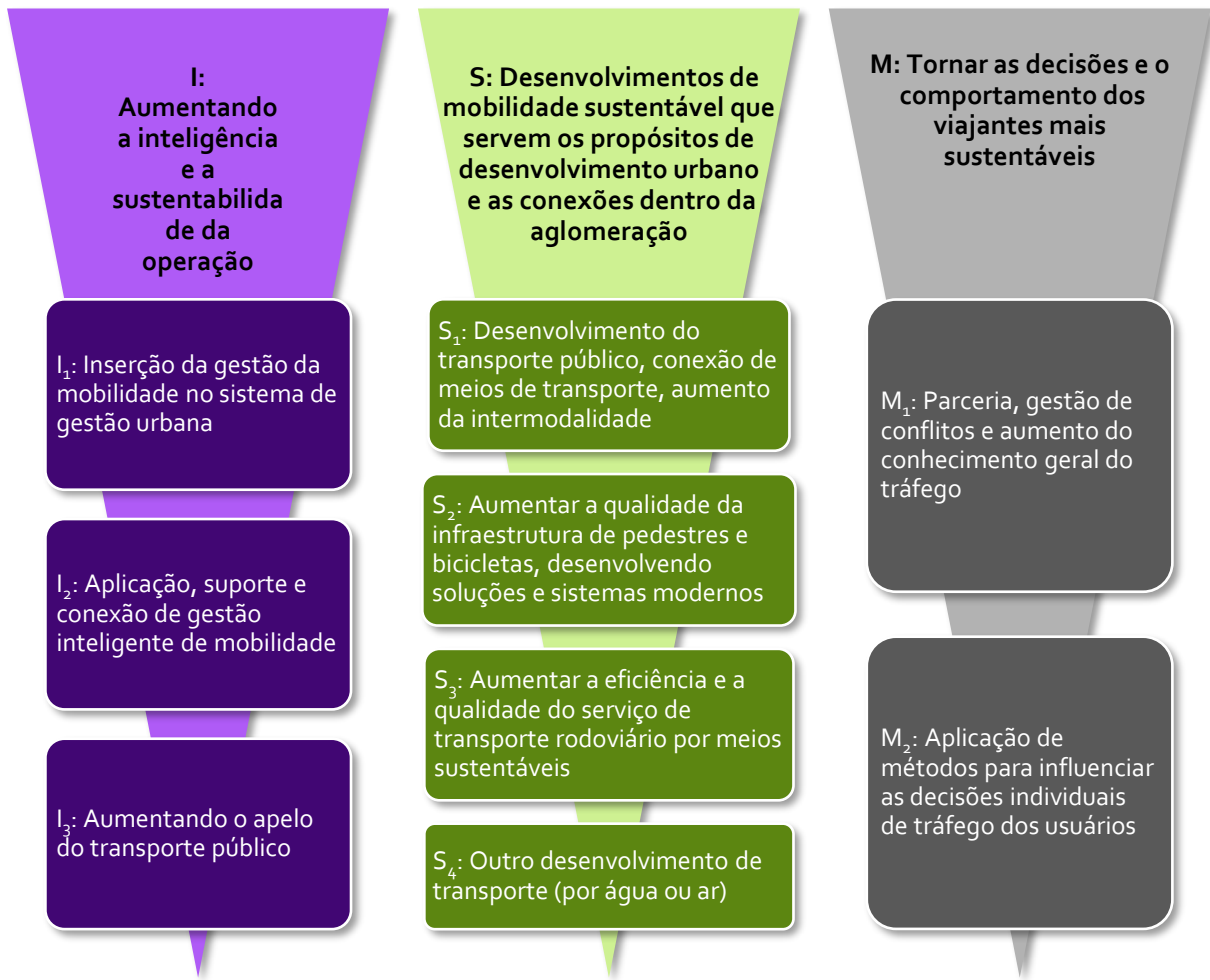 I:
Aumentando
a inteligência
e a
sustentabilida
de da
operação
I₁: Inserção da gestão da
mobilidade no sistema de
gestão urbana
I₂: Aplicação, suporte e
conexão de gestão
inteligente de mobilidade
I₃: Aumentando o apelo
do transporte público
S: Desenvolvimentos de
mobilidade sustentável que
servem os propósitos de
desenvolvimento urbano
e as conexões dentro da
aglomeração
S₁: Desenvolvimento do
transporte público, conexão de
meios de transporte, aumento
da intermodalidade
S₂: Aumentar a qualidade da
infraestrutura de pedestres e
bicicletas, desenvolvendo
soluções e sistemas modernos
S₃: Aumentar a eficiência e a
qualidade do serviço de
transporte rodoviário por meios
sustentáveis
S₄: Outro desenvolvimento de
transporte (por água ou ar)
M: Tornar as decisões e o
comportamento dos
viajantes mais
sustentáveis
M₁: Parceria, gestão de
conflitos e aumento do
conhecimento geral do
tráfego
M₂: Aplicação de
métodos para influenciar
as decisões individuais
de tráfego dos usuários